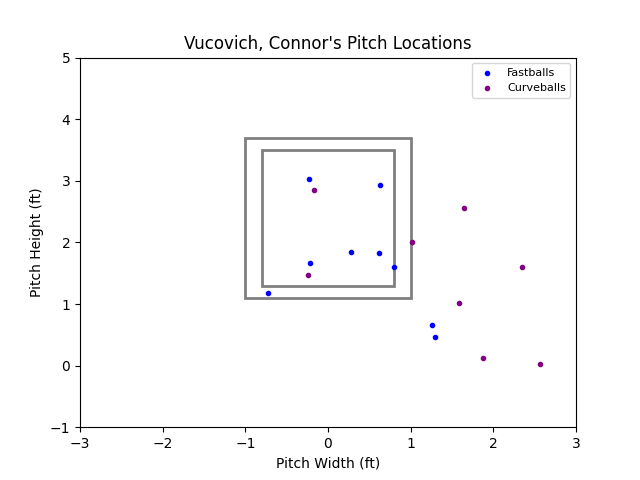 Vucovich, Connor's Pitch Locations
Fastballs
Curveballs
5
4
3
2
1
0
−1
Pitch Height (ft)
−3
−2
−1
0
1
2
3
Pitch Width (ft)